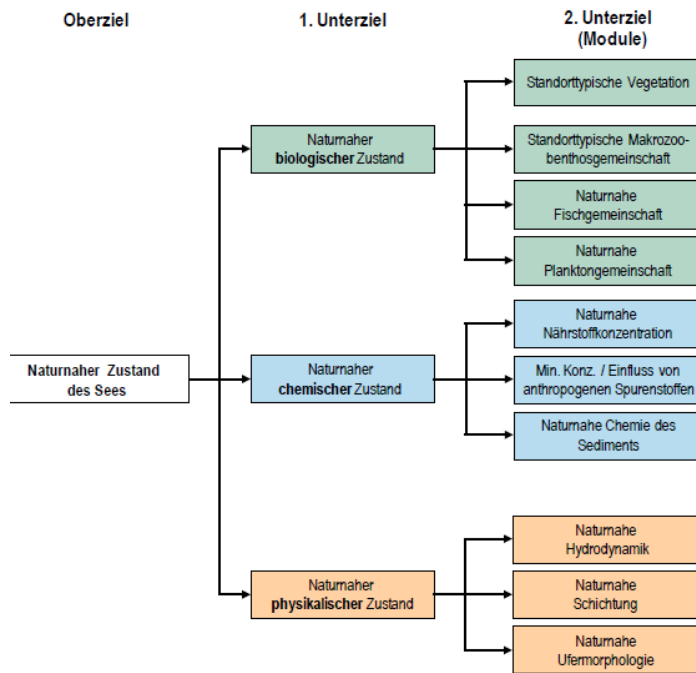 Oberziel
1. Unterziel
2. Unterziel
(Module)
Standorttypische Vegetation
Naturnaher
biologischer Zustand
Standorttypische Makrozoo-
benthosgemeinschaft
Naturnahe
Fischgemeinschaft
Naturnahe
Planktongemeinschaft
Naturnahe
Nährstoffkonzentration
Naturnaher Zustand
des Sees
Naturnaher
chemischer Zustand
Min. Konz. / Einfluss von
anthropogenen Spurenstoffen
Naturnahe Chemie des
Sediments
Naturnahe
Hydrodynamik
Naturnaher
physikalischer Zustand
Naturnahe
Schichtung
Naturnahe
Ufermorphologie